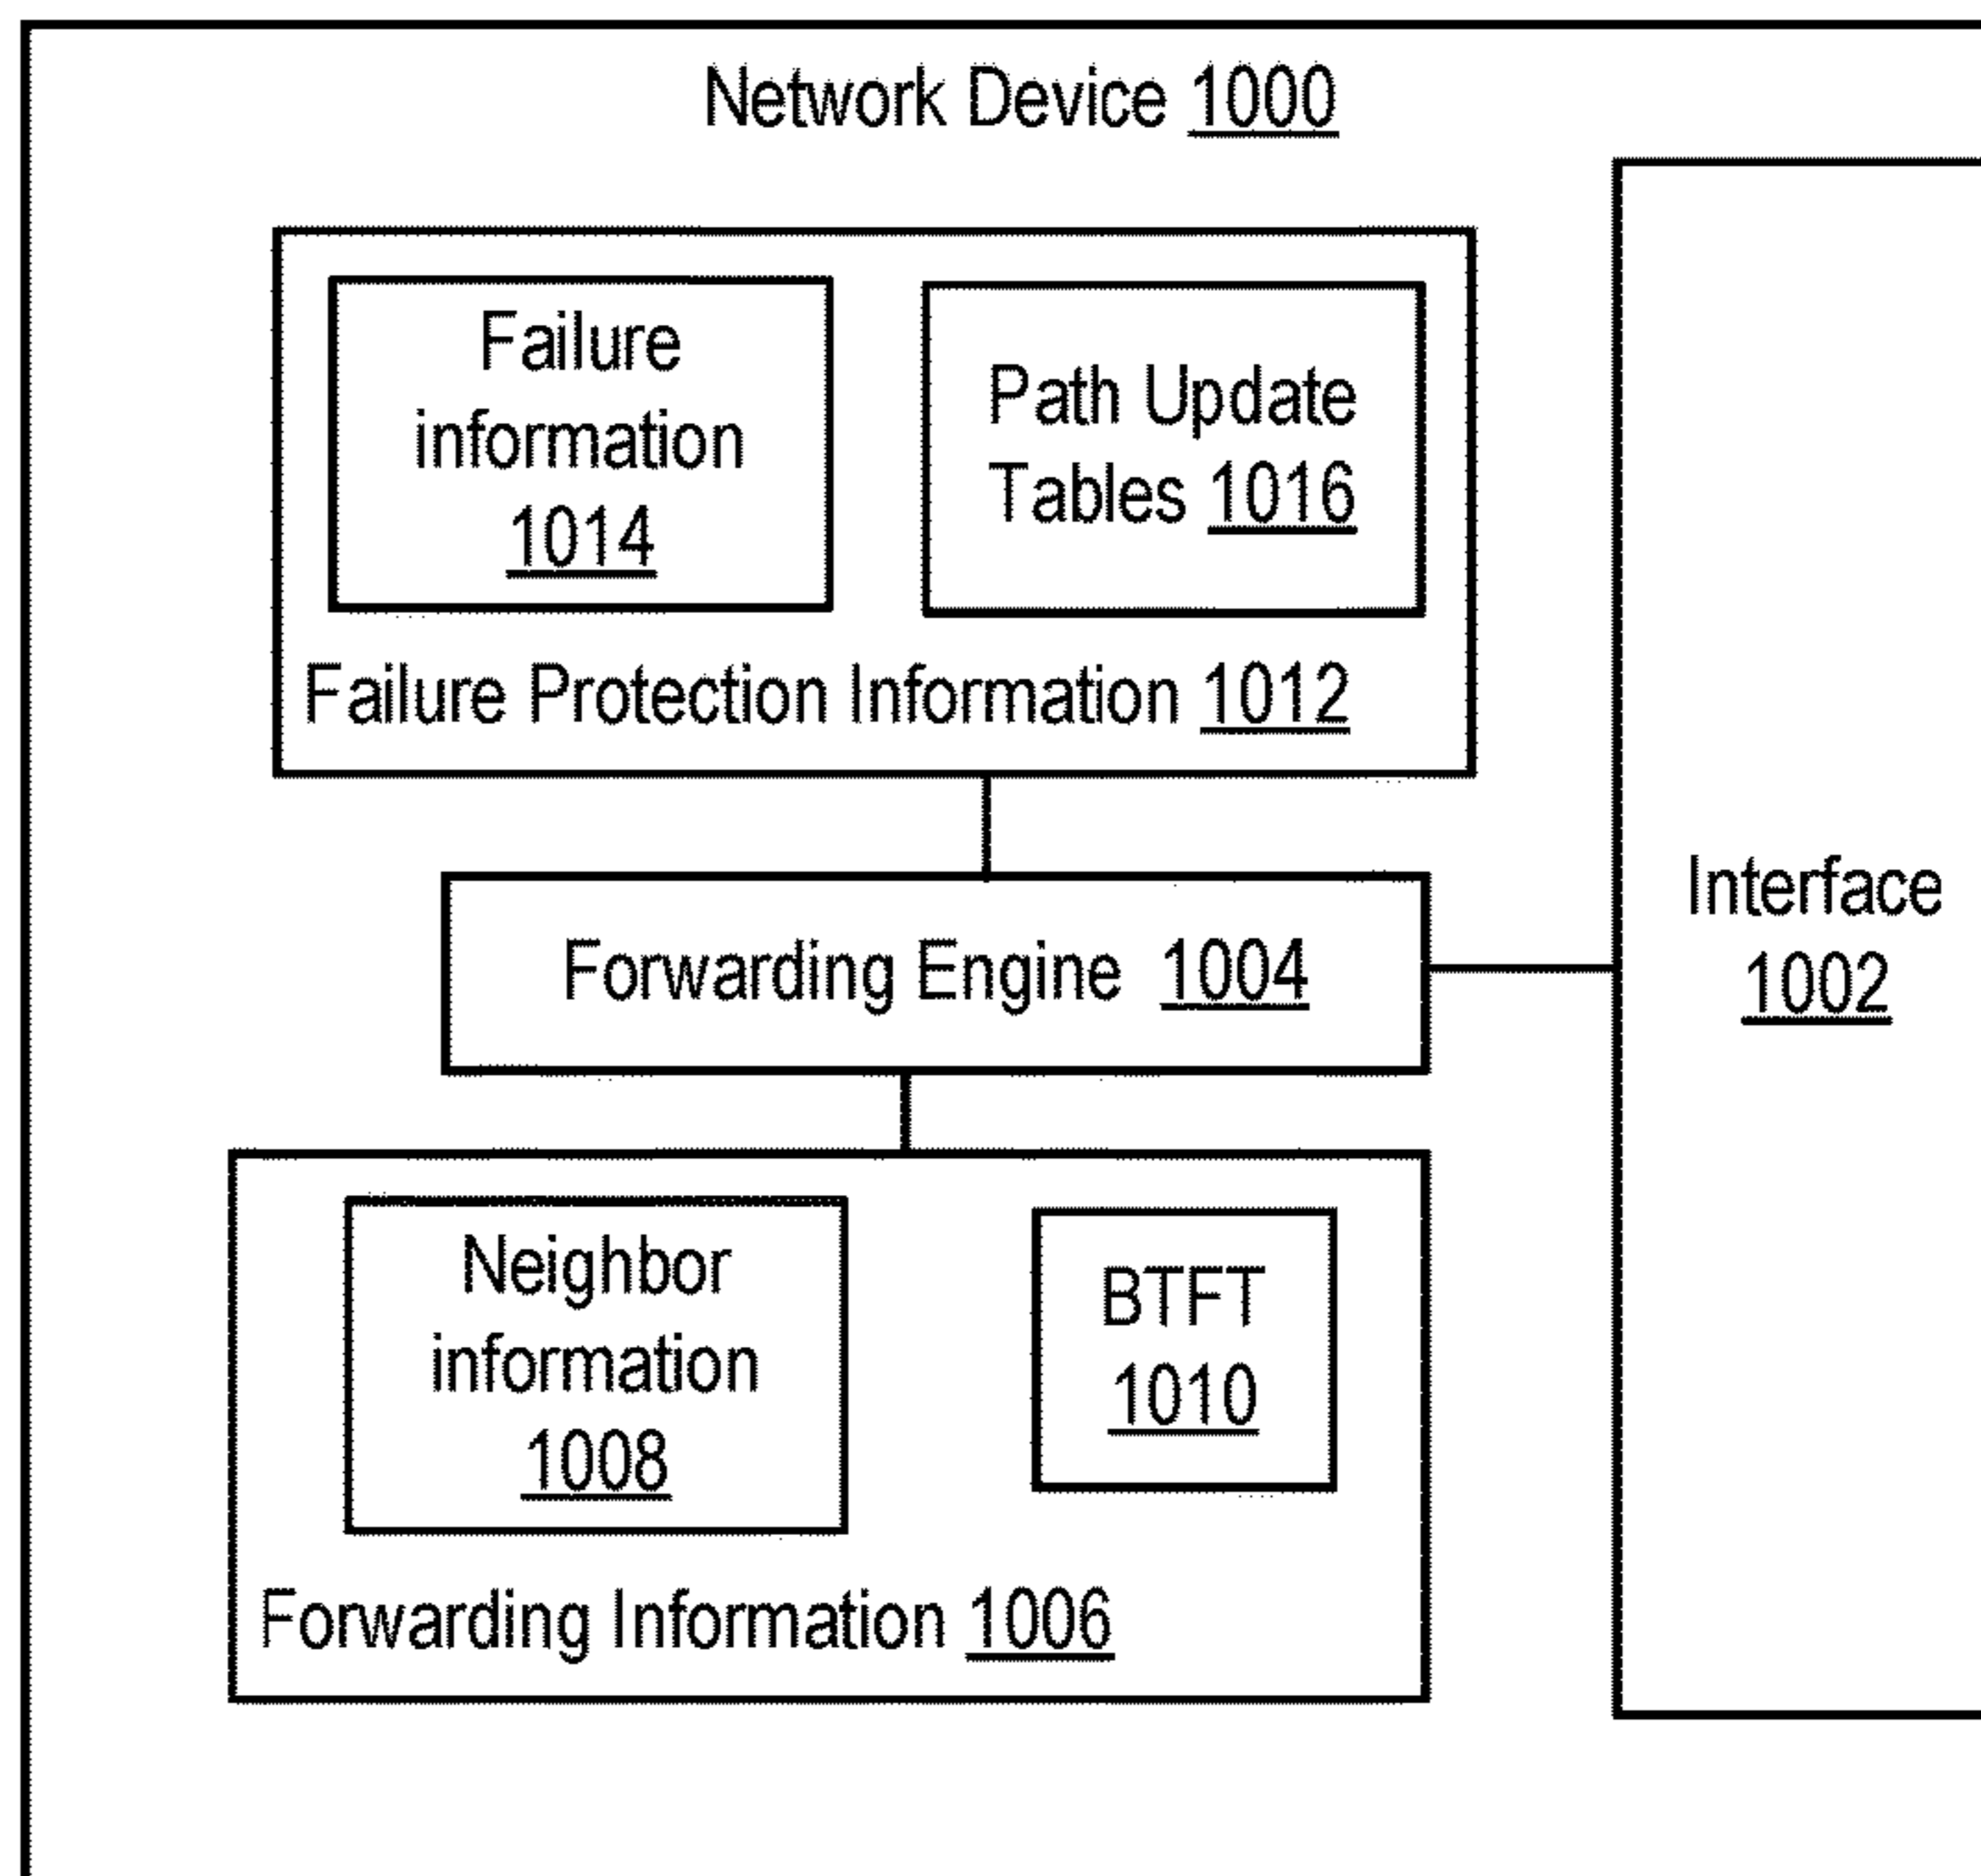 Network Device 1000
Failure
information
1014
Path Update
Tables 1016
Failure Protection Information 1012
Forwarding Engine 1004
Interface
1002
Neighbor
information
1008
BTFT
1010
Forwarding Information 1006